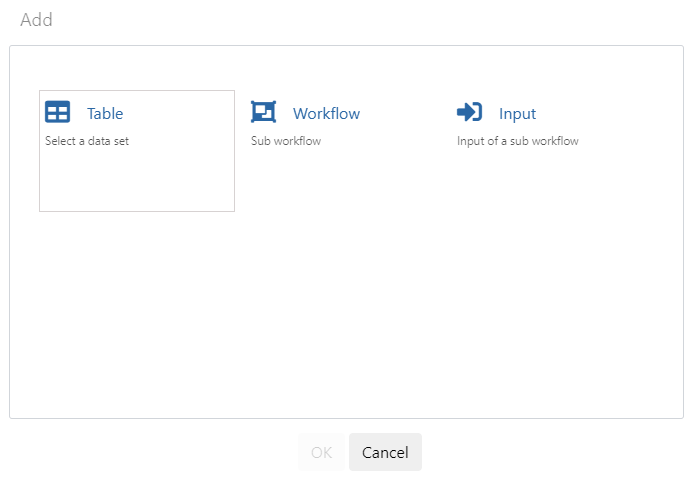 Add
Table
Select a data set
Workflow
Sub workflow
Input
Input of a sub workflow
OK
Cancel